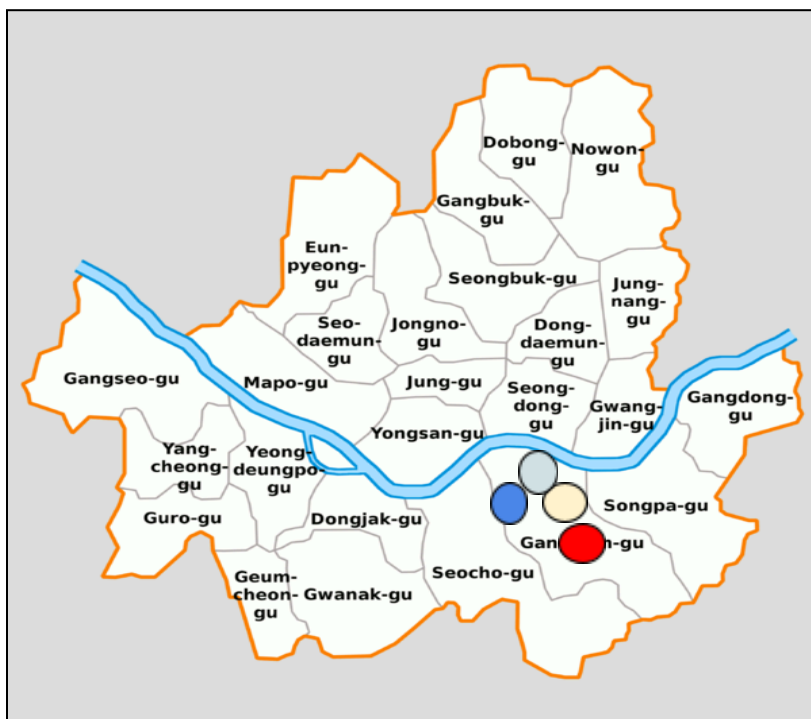 Dobong-
gu
Nowon-
gu
Gangbuk-
gu
Eun-
pyeong-
gu
Seongbuk-gu
Jung-
nang-
gu
Seo-
daemun-
gu
Jongno-
gu
Dong-
daemun-
gu
Gangseo-gu
Mapo-gu
Jung-gu
Seong-
dong-
gu
Gwang-
jin-gu
Gangdong-
gu
Yongsan-gu
Yang-
cheong-
gu
Yeong-
deungpo-
gu
Songpa-gu
Guro-gu
Dongjak-gu
Seocho-gu
Geum-
cheon-
gu
Gwanak-gu